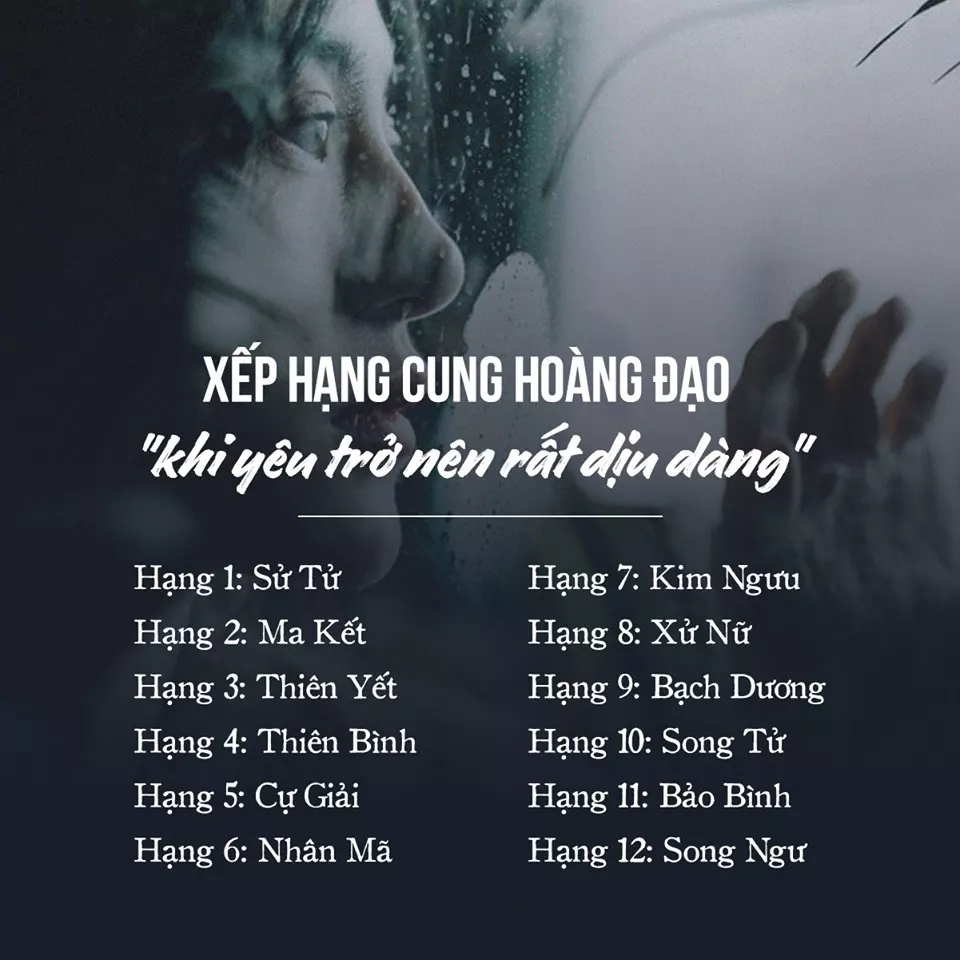 XẾP HẠNG CUNG HOÀNG ĐẠO
"khi yêu trở nên rất dịu dàng"
Hạng 1: Sử Tử
Hạng 2: Ma Kết
Hạng 3: Thiên Yết
Hạng 4: Thiên Bình
Hạng 5: Cự Giải
Hạng 6: Nhân Mã
Hạng 7: Kim Ngưu
Hạng 8: Xử Nữ
Hạng 9: Bạch Dương
Hạng 10: Song Tử
Hạng 11: Bảo Bình
Hạng 12: Song Ngư